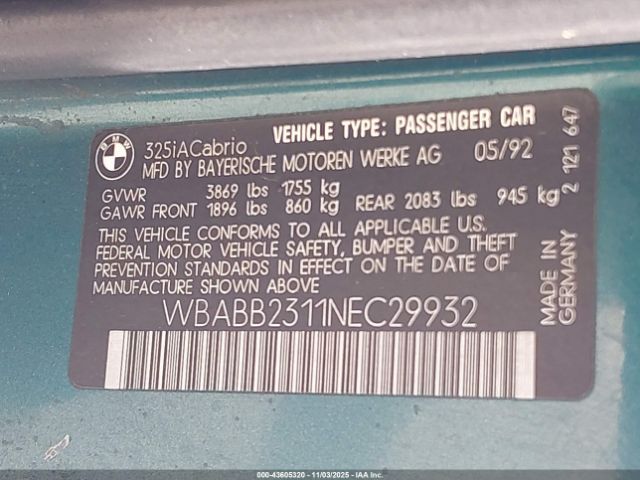 BMW
325iACabrio VEHICLE TYPE: PASSENGER CAR
MFD BY BAYERISCHE MOTOREN WERKE AG 05/92
GVWR 3869 lbs 1755 kg
GAWR FRONT 1896 lbs 860 kg REAR 2083 lbs 945 kg
THIS VEHICLE CONFORMS TO ALL APPLICABLE U.S.
FEDERAL MOTOR VEHICLE SAFETY, BUMPER AND THEFT
PREVENTION STANDARDS IN EFFECT ON THE DATE OF
MANUFACTURE SHOWN ABOVE
WBABB2311NEC29932
2 121 647
MADE IN
GERMANY
000-43605320 - 11/03/2025 - IAA Inc.